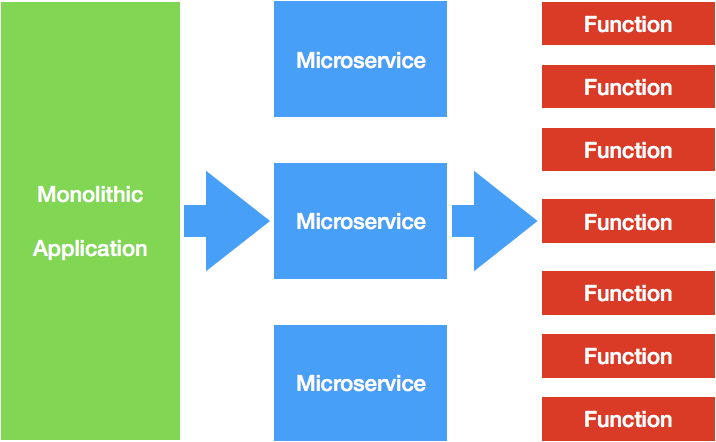 Monolithic
Application
Microservice
Microservice
Microservice
Function
Function
Function
Function
Function
Function
Function